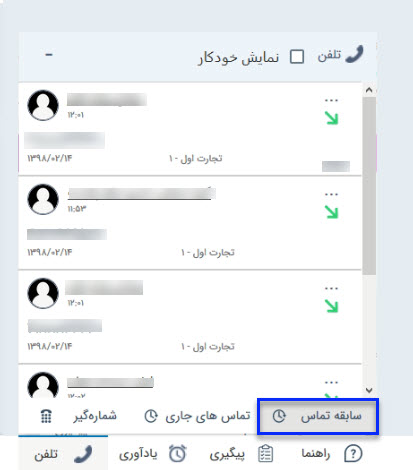 تلفن نمایش خودکار -
...
۱۲:۰۱
تجارت اول - ۱ ۱۳۹۸/۰۲/۱۴
...
۱۱:۵۳
تجارت اول - ۱ ۱۳۹۸/۰۲/۱۴
...
۱۲:۰۱
تجارت اول - ۱ ۱۳۹۸/۰۲/۱۴
...
۱۲:۰۲
سابقه تماس تماس های جاری شماره‌گیر
راهنما پیگیری یادآوری تلفن